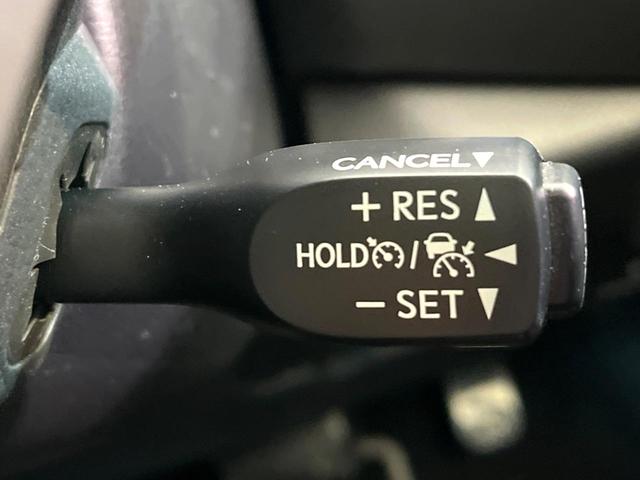 CANCEL▼
+ RES ▲
HOLD / ◀
− SET ▼